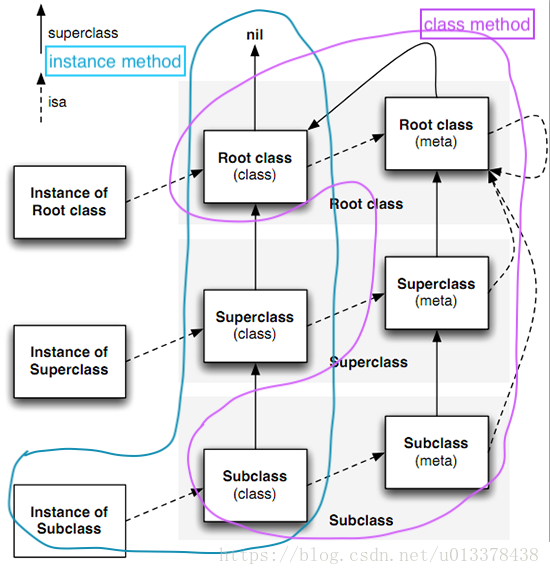 superclass
instance method
isa
nil
class method
Root class
(class)
Root class
(meta)
Instance of
Root class
Root class
Superclass
(class)
Superclass
(meta)
Instance of
Superclass
Superclass
Subclass
(class)
Subclass
(meta)
Instance of
Subclass
Subclass
https://blog.csdn.net/u013378438